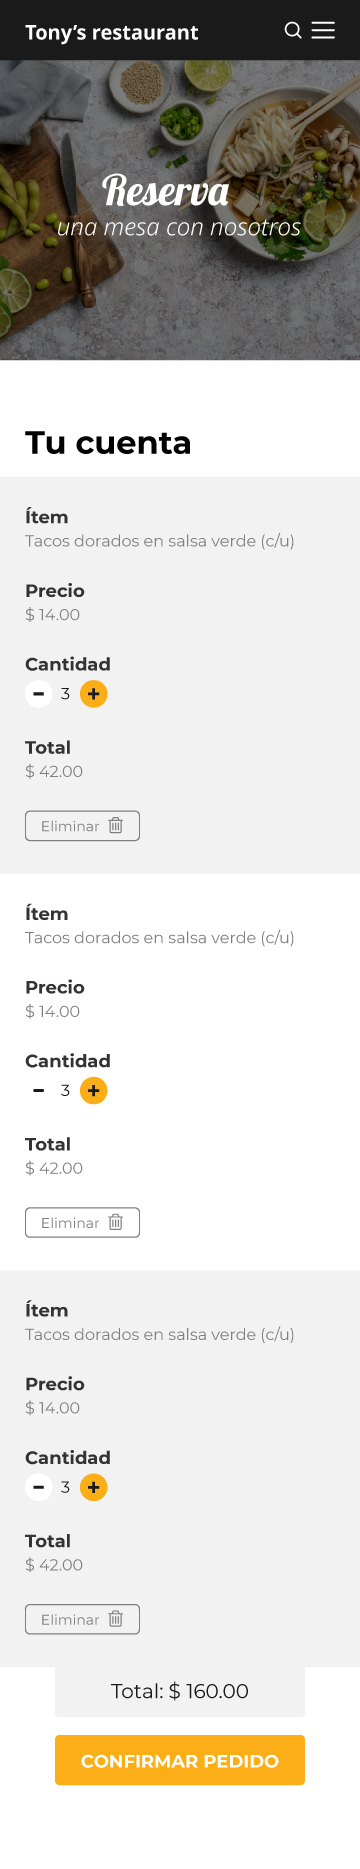 Tony's restaurant
Reserva
una mesa con nosotros
Tu cuenta
Ítem
Tacos dorados en salsa verde (c/u)
Precio
$ 14.00
Cantidad
- 3 +
Total
$ 42.00
Eliminar
Ítem
Tacos dorados en salsa verde (c/u)
Precio
$ 14.00
Cantidad
- 3 +
Total
$ 42.00
Eliminar
Ítem
Tacos dorados en salsa verde (c/u)
Precio
$ 14.00
Cantidad
- 3 +
Total
$ 42.00
Eliminar
Total: $ 160.00
CONFIRMAR PEDIDO